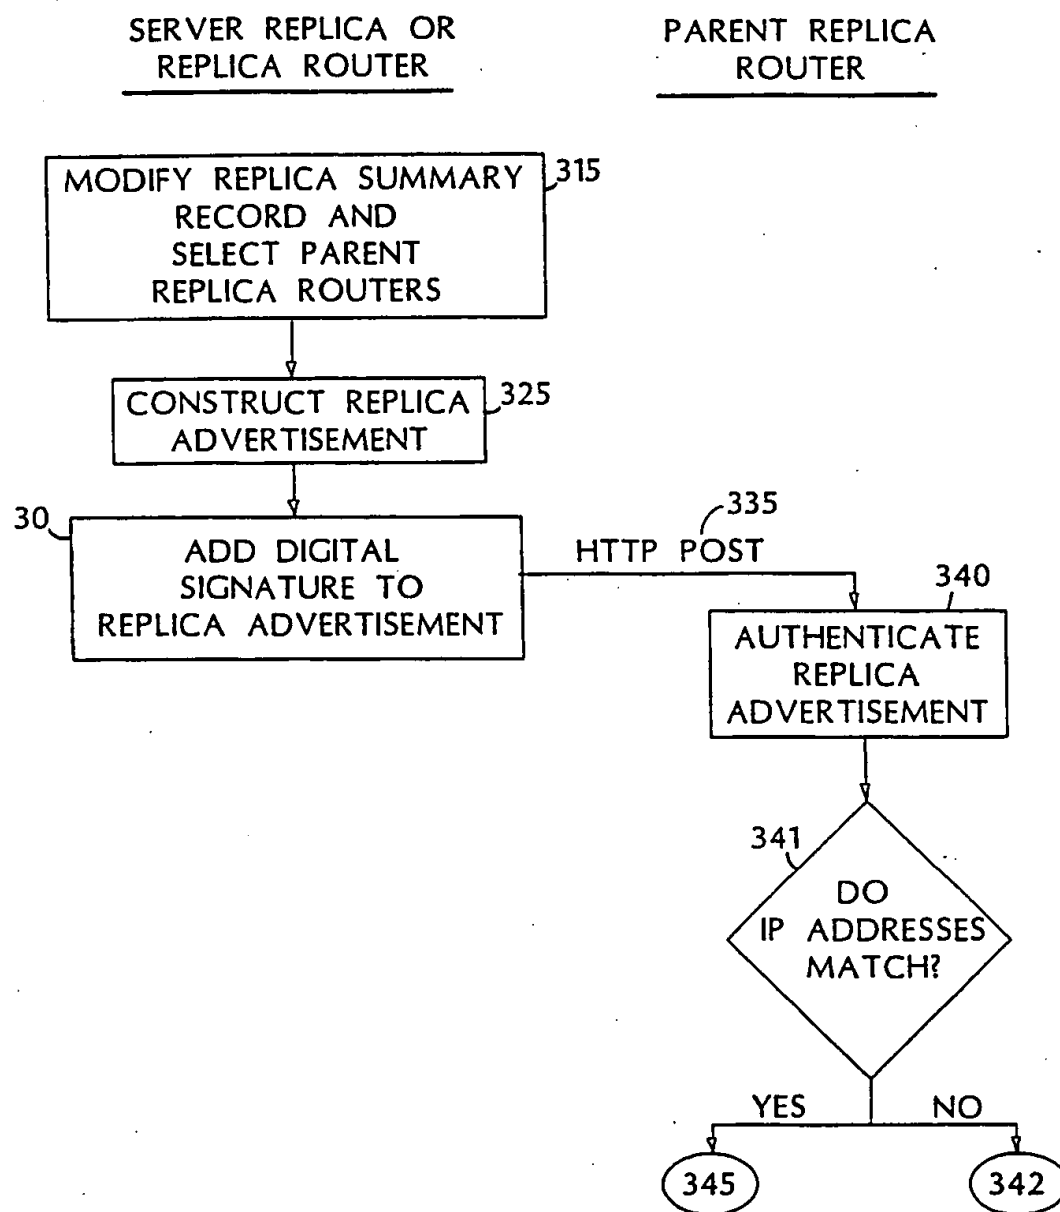 SERVER REPLICA OR
REPLICA ROUTER
PARENT REPLICA
ROUTER
MODIFY REPLICA SUMMARY
RECORD AND
SELECT PARENT
REPLICA ROUTERS
315
CONSTRUCT REPLICA
ADVERTISEMENT
325
30
ADD DIGITAL
SIGNATURE TO
REPLICA ADVERTISEMENT
335
HTTP POST
340
AUTHENTICATE
REPLICA
ADVERTISEMENT
341
DO
IP ADDRESSES
MATCH?
YES
NO
345
342